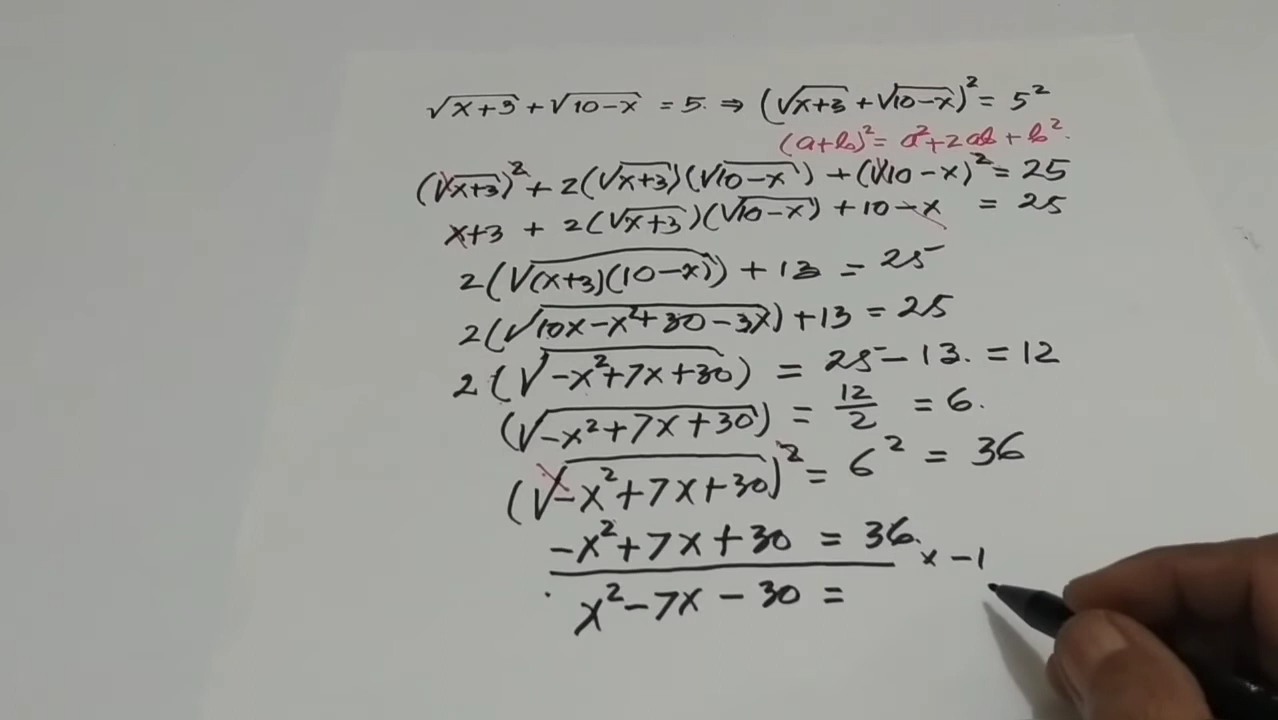 √x+3 + √10-x = 5. ⇒ (√x+3 + √10-x)² = 5²
(a+b)² = a²+2ab+b².
(√x+3)² + 2(√x+3)(√10-x) + (√10-x)² = 25
x+3 + 2(√x+3)(√10-x) + 10-x = 25
2(√(x+3)(10-x)) + 13 = 25
2(√10x-x²+30-3x) + 13 = 25
2(√-x²+7x+30) = 25-13. = 12
(√-x²+7x+30) = 12/2 = 6.
(√-x²+7x+30)² = 6² = 36
-x²+7x+30 = 36. x -1
x²-7x-30 =